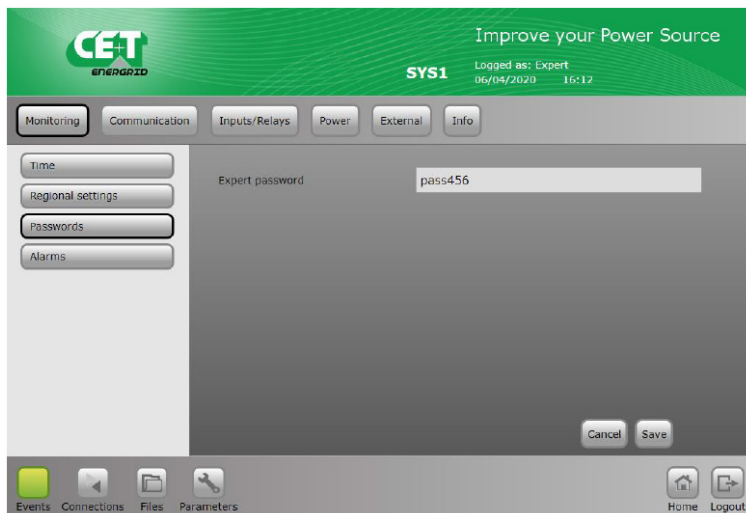 Improve your Power Source
CE+T
ENERGRID
SYS1
Logged as: Expert
06/04/2020 16:12
Monitoring Communication Inputs/Relays Power External Info
Time
Regional settings
Passwords
Alarms
Expert password pass456
Cancel Save
Events Connections Files Parameters Home Logout